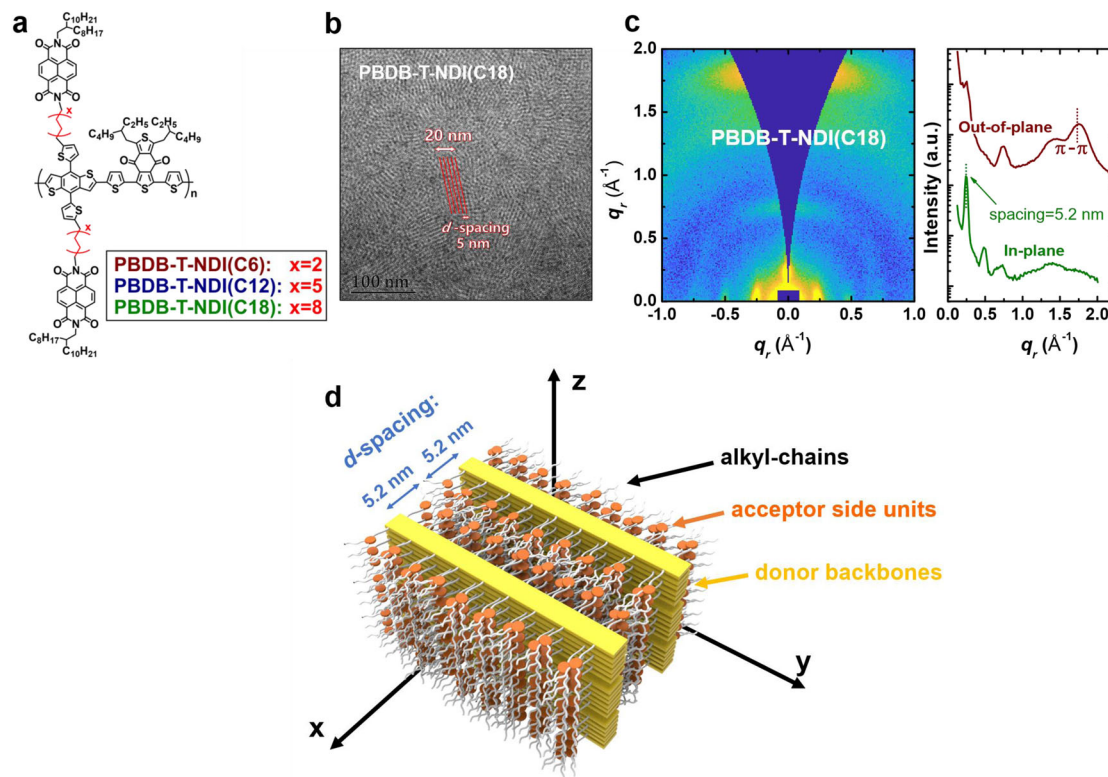 a
C10H21
C8H17
O N O
O N O
x
S
C2H5 C2H5
C4H9 C4H9
O O
S
S S S S
n
S S
S
x
O N O
O N O
C8H17
C10H21
PBDB-T-NDI(C6): x=2
PBDB-T-NDI(C12): x=5
PBDB-T-NDI(C18): x=8
b
PBDB-T-NDI(C18)
20 nm
d-spacing
5 nm
100 nm
c
2.0
1.5
1.0
0.5
0.0
qr (Å-1)
PBDB-T-NDI(C18)
-1.0 -0.5 0.0 0.5 1.0
qr (Å-1)
Intensity (a.u.)
Out-of-plane
π-π
spacing=5.2 nm
In-plane
0.0 0.5 1.0 1.5 2.0
qr (Å-1)
d
d-spacing:
5.2 nm
5.2 nm
z
alkyl-chains
acceptor side units
donor backbones
y
x